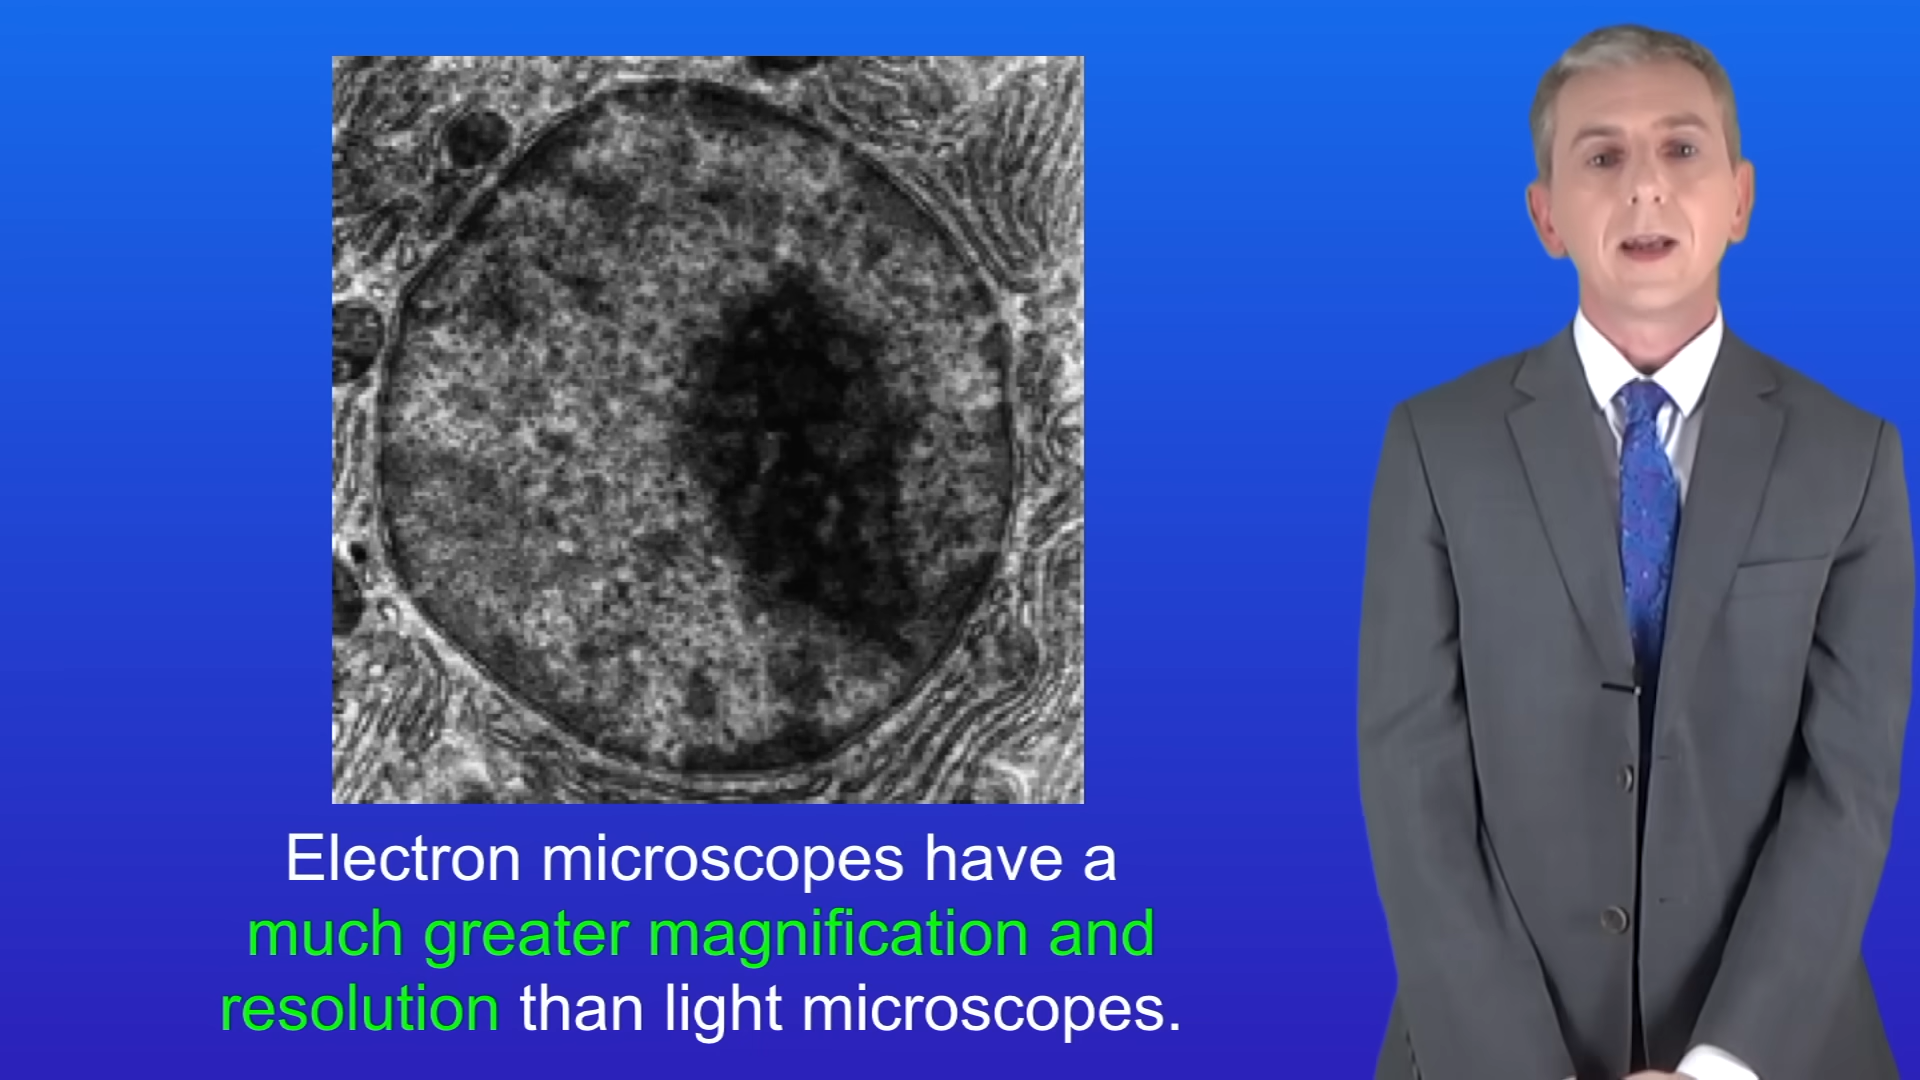 Electron microscopes have a
much greater magnification and
resolution than light microscopes.